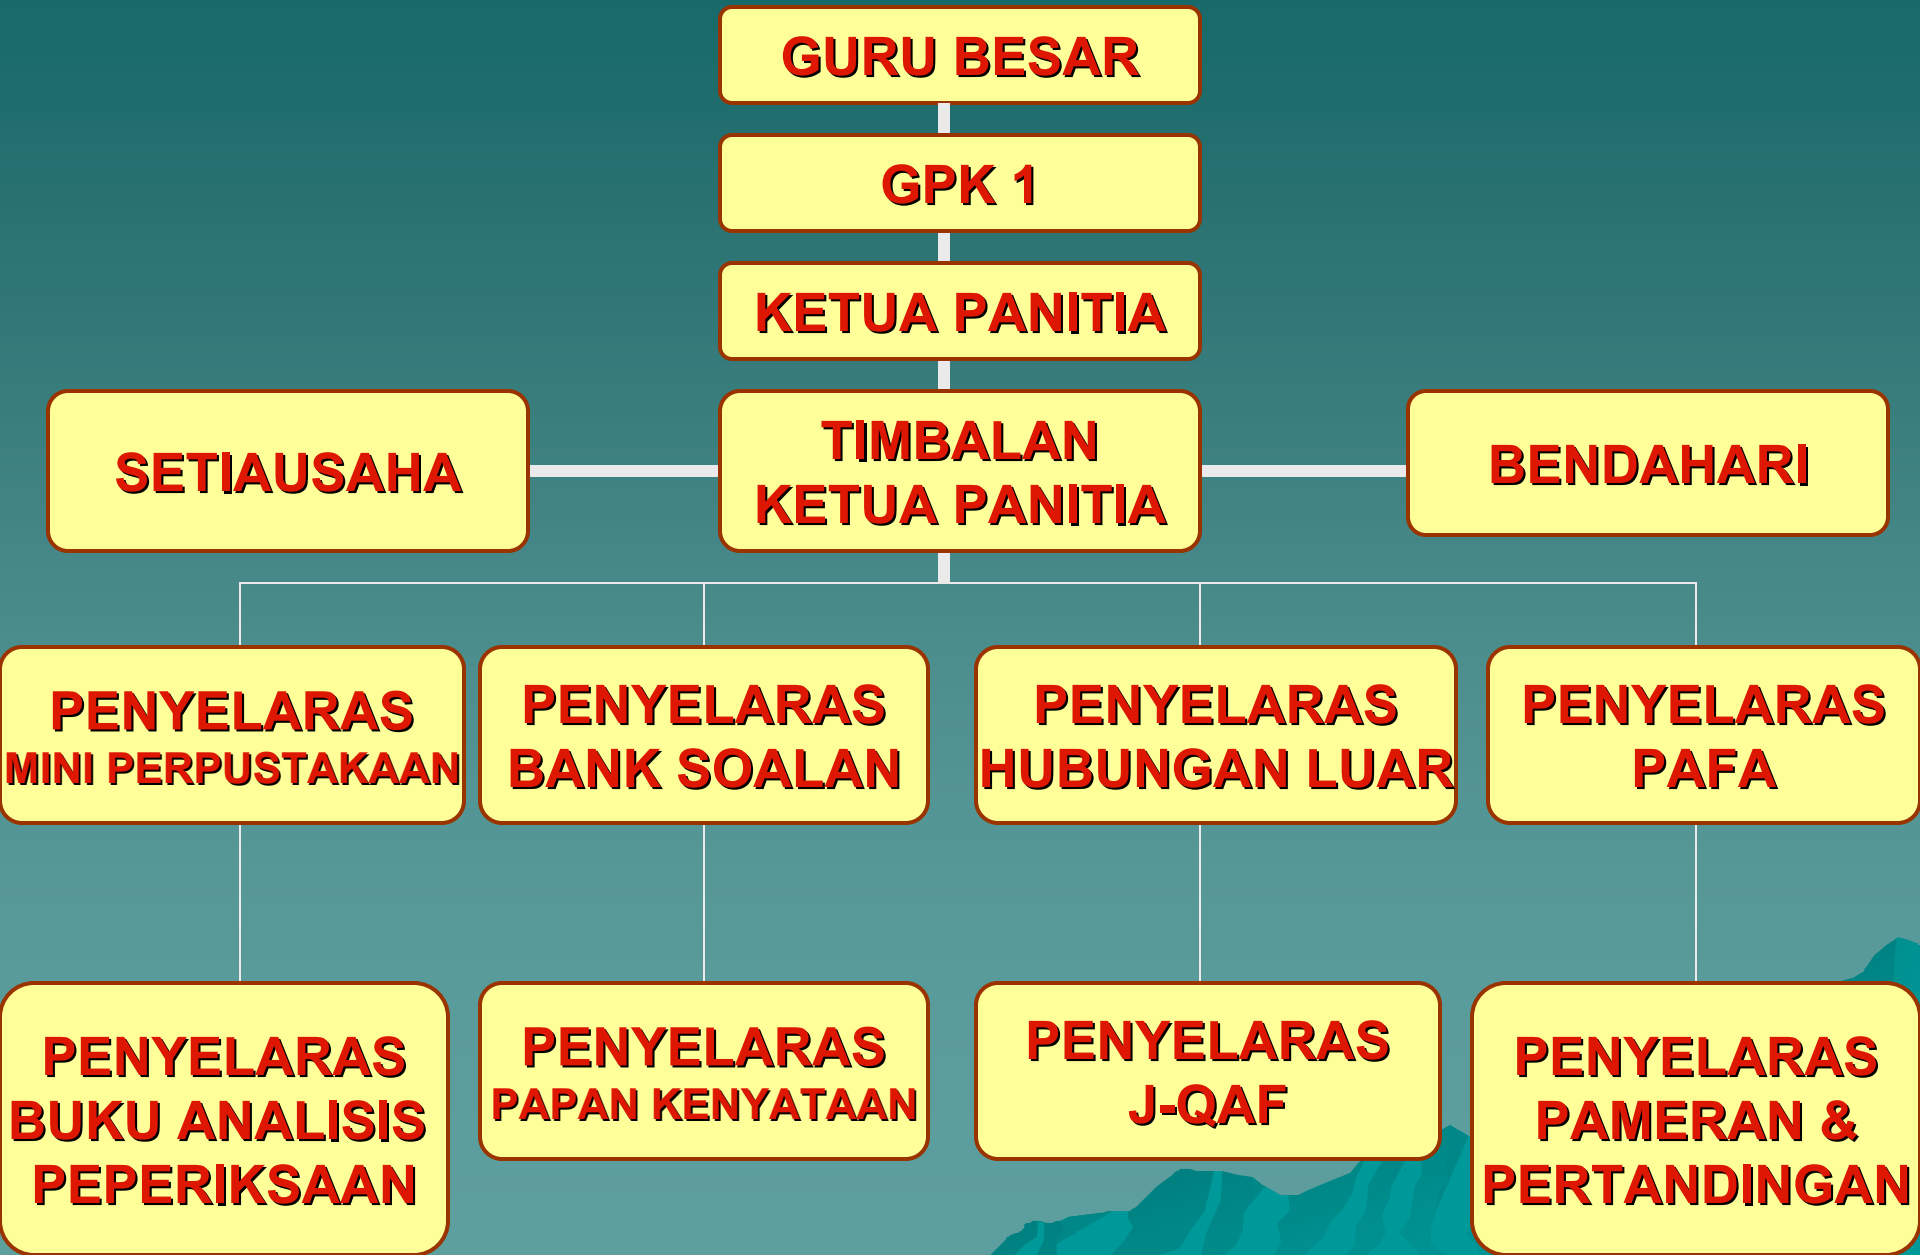 GURU BESAR
GPK 1
KETUA PANITIA
SETIAUSAHA
TIMBALAN
KETUA PANITIA
BENDAHARI
PENYELARAS
MINI PERPUSTAKAAN
PENYELARAS
BANK SOALAN
PENYELARAS
HUBUNGAN LUAR
PENYELARAS
PAFA
PENYELARAS
BUKU ANALISIS
PEPERIKSAAN
PENYELARAS
PAPAN KENYATAAN
PENYELARAS
J-QAF
PENYELARAS
PAMERAN &
PERTANDINGAN